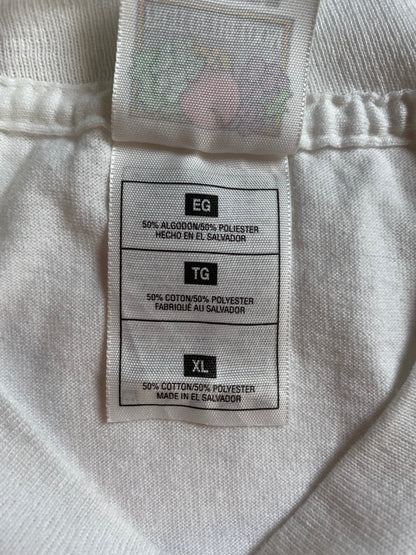 EG
50% ALGODON/50% POLIESTER
HECHO EN EL SALVADOR
TG
50% COTON/50% POLYESTER
FABRIQUÉ AU SALVADOR
XL
50% COTTON/50% POLYESTER
MADE IN EL SALVADOR